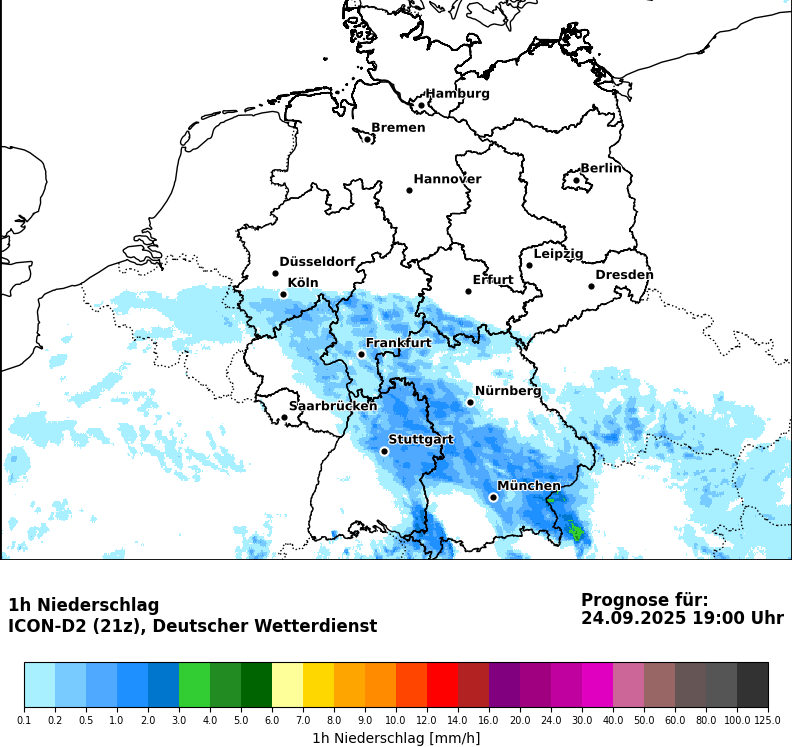 Hamburg
Bremen
Berlin
Hannover
Leipzig
Düsseldorf
Dresden
Köln
Erfurt
Frankfurt
Nürnberg
Saarbrücken
Stuttgart
München
1h Niederschlag
ICON-D2 (21z), Deutscher Wetterdienst
Prognose für:
24.09.2025 19:00 Uhr
0.1 0.2 0.5 1.0 2.0 3.0 4.0 5.0 6.0 7.0 8.0 9.0 10.0 12.0 14.0 16.0 20.0 24.0 30.0 40.0 50.0 60.0 80.0 100.0 125.0
1h Niederschlag [mm/h]